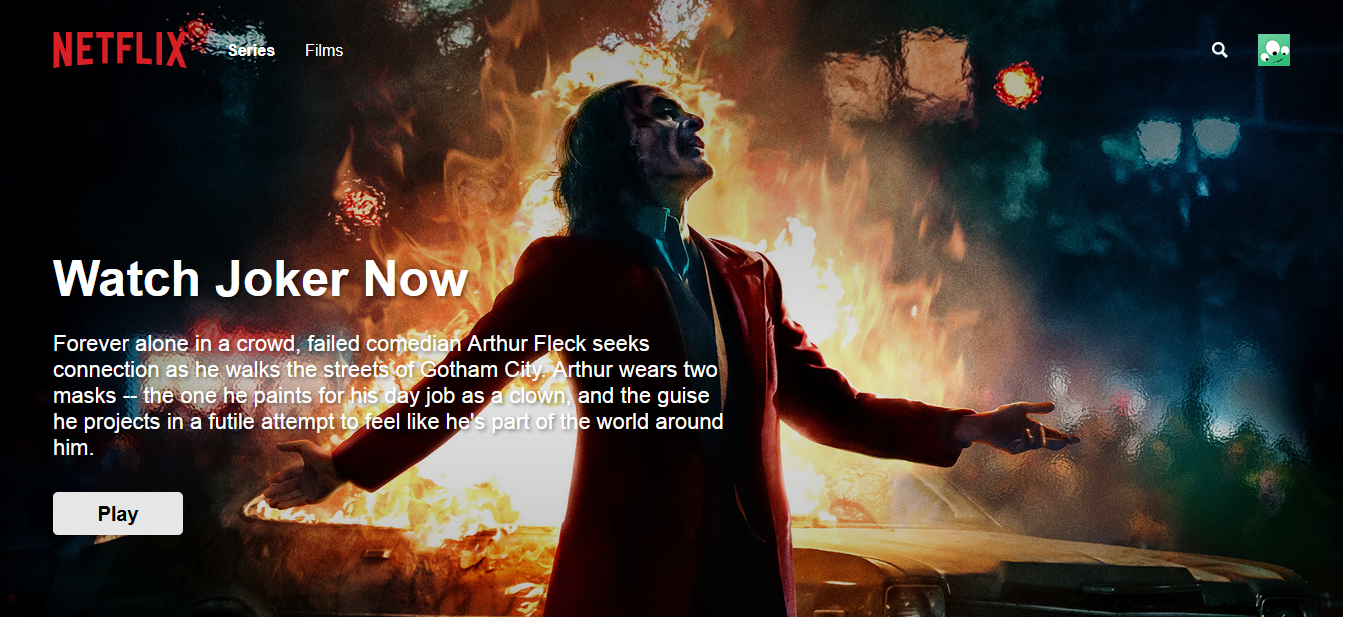 NETFLIX Series Films
Watch Joker Now
Forever alone in a crowd, failed comedian Arthur Fleck seeks
connection as he walks the streets of Gotham City. Arthur wears two
masks -- the one he paints for his day job as a clown, and the guise
he projects in a futile attempt to feel like he's part of the world around
him.
Play